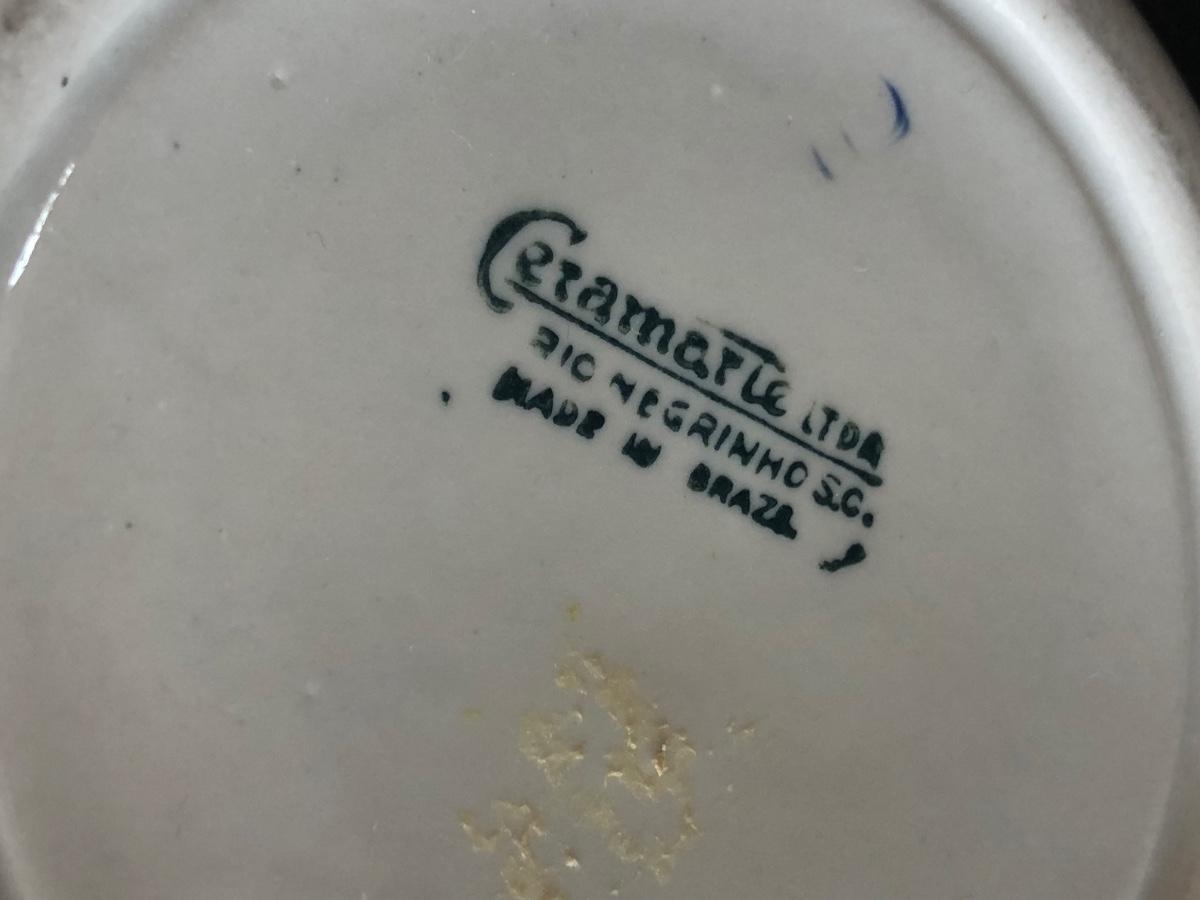 Ceramarte LTDA
RIO NEGRINHO S.C.
MADE IN BRAZIL